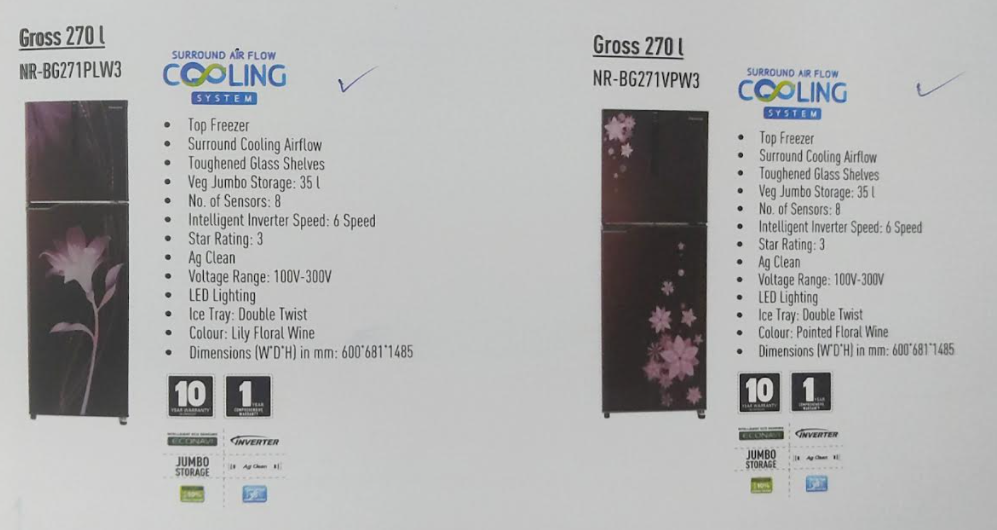 Gross 270 l
NR-BG271PLW3
SURROUND AIR FLOW
COOLING
SYSTEM
• Top Freezer
• Surround Cooling Airflow
• Toughened Glass Shelves
• Veg Jumbo Storage: 35 l
• No. of Sensors: 8
• Intelligent Inverter Speed: 6 Speed
• Star Rating: 3
• Ag Clean
• Voltage Range: 100V-300V
• LED Lighting
• Ice Tray: Double Twist
• Colour: Lily Floral Wine
• Dimensions (W*D*H) in mm: 600*681*1485
10
YEAR WARRANTY
1
YEAR
COMPREHENSIVE
WARRANTY
ECONAVI
INVERTER
JUMBO
STORAGE
Ag Clean
Gross 270 l
NR-BG271VPW3
SURROUND AIR FLOW
COOLING
SYSTEM
• Top Freezer
• Surround Cooling Airflow
• Toughened Glass Shelves
• Veg Jumbo Storage: 35 l
• No. of Sensors: 8
• Intelligent Inverter Speed: 6 Speed
• Star Rating: 3
• Ag Clean
• Voltage Range: 100V-300V
• LED Lighting
• Ice Tray: Double Twist
• Colour: Pointed Floral Wine
• Dimensions (W*D*H) in mm: 600*681*1485
10
YEAR WARRANTY
1
YEAR
COMPREHENSIVE
WARRANTY
ECONAVI
INVERTER
JUMBO
STORAGE
Ag Clean